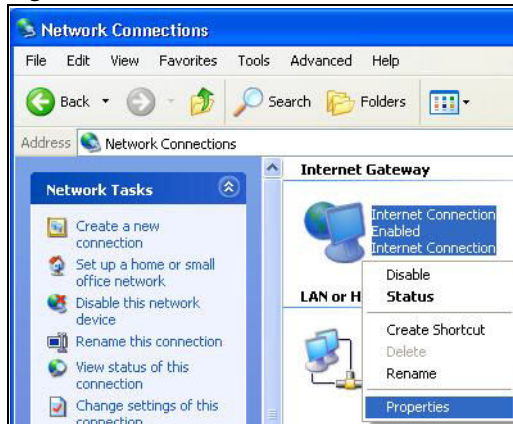 Network Connections
File Edit View Favorites Tools Advanced Help
Back Search Folders
Address Network Connections
Network Tasks
Create a new
connection
Set up a home or small
office network
Disable this network
device
Rename this connection
View status of this
connection
Change settings of this
connection
Internet Gateway
Internet Connection
Enabled
Internet Connection
LAN or H
Disable
Status
Create Shortcut
Delete
Rename
Properties